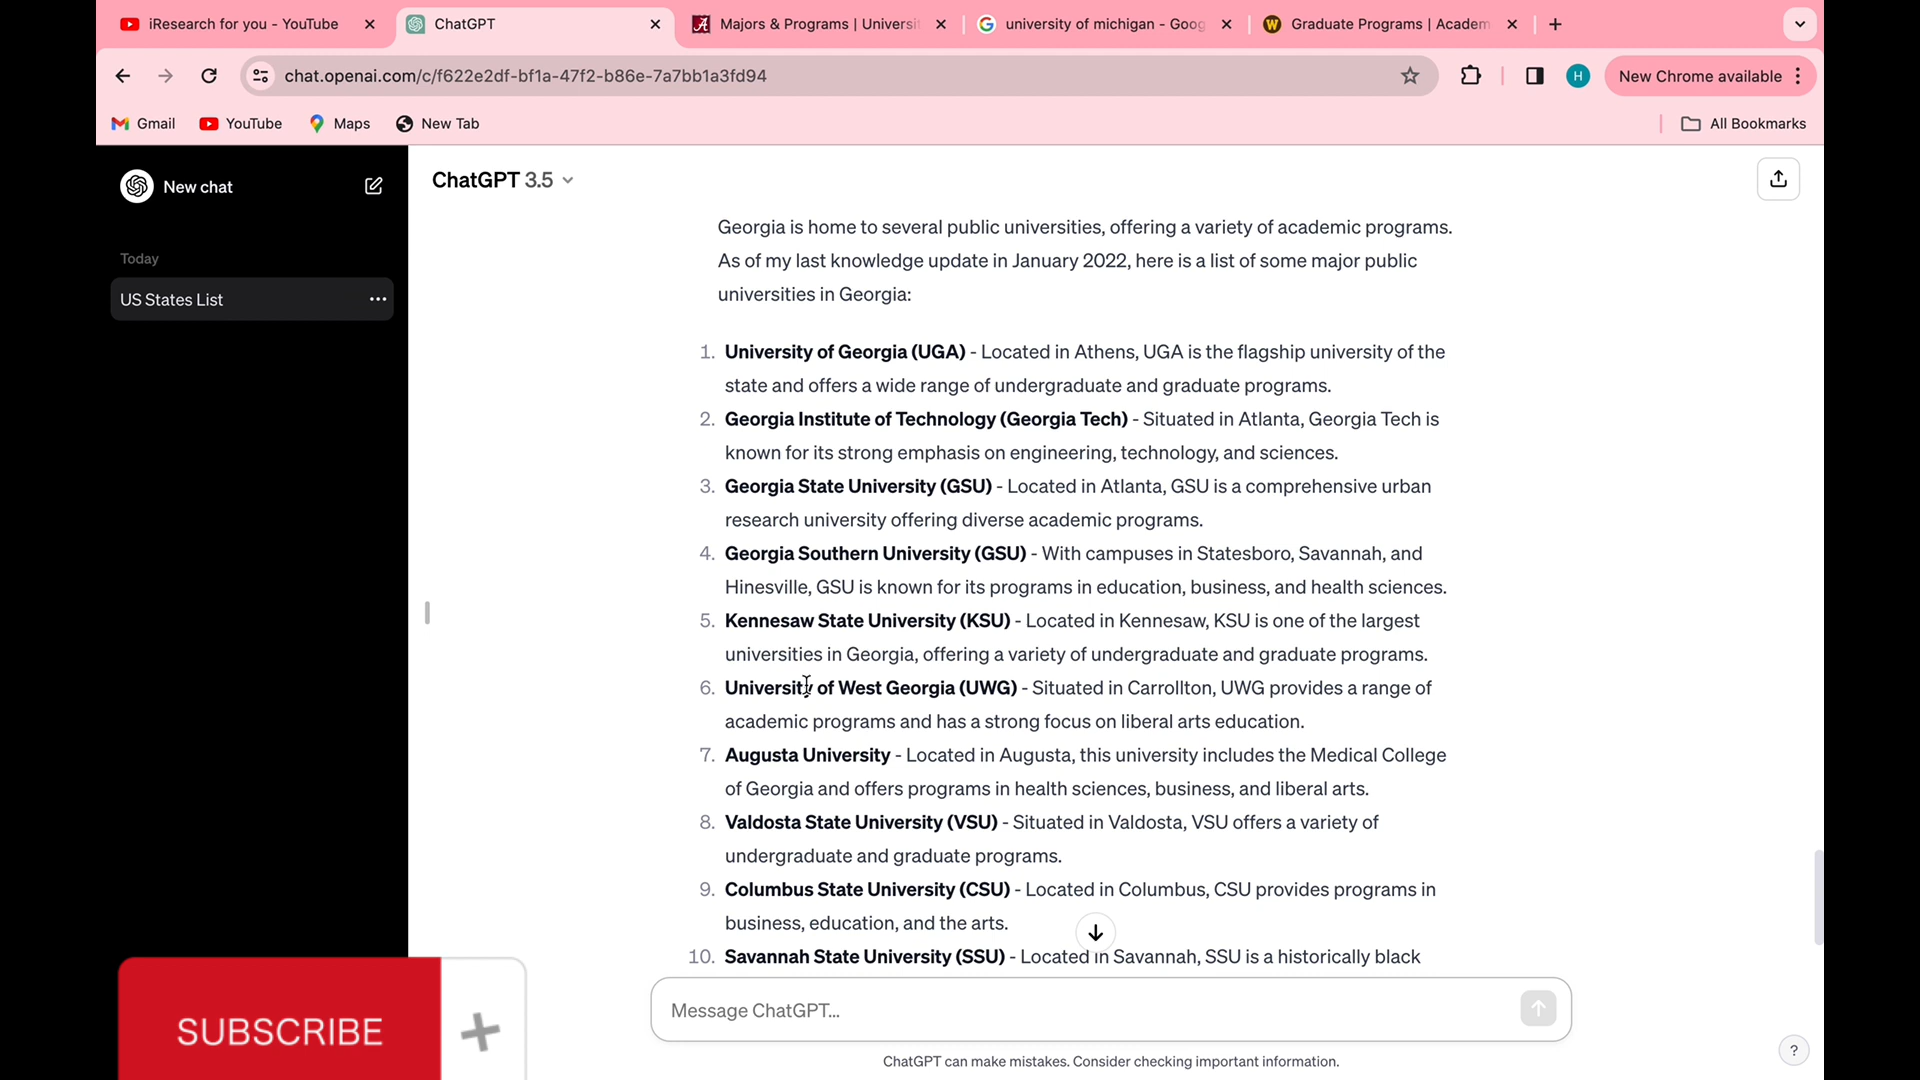 iResearch for you - YouTube
ChatGPT
Majors & Programs | Universi
university of michigan - Goog
Graduate Programs | Academ
chat.openai.com/c/f622e2df-bf1a-47f2-b86e-7a7bb1a3fd94
H
New Chrome available
Gmail
YouTube
Maps
New Tab
All Bookmarks
New chat
Today
US States List
ChatGPT 3.5
Georgia is home to several public universities, offering a variety of academic programs.
As of my last knowledge update in January 2022, here is a list of some major public
universities in Georgia:
1. University of Georgia (UGA) - Located in Athens, UGA is the flagship university of the
state and offers a wide range of undergraduate and graduate programs.
2. Georgia Institute of Technology (Georgia Tech) - Situated in Atlanta, Georgia Tech is
known for its strong emphasis on engineering, technology, and sciences.
3. Georgia State University (GSU) - Located in Atlanta, GSU is a comprehensive urban
research university offering diverse academic programs.
4. Georgia Southern University (GSU) - With campuses in Statesboro, Savannah, and
Hinesville, GSU is known for its programs in education, business, and health sciences.
5. Kennesaw State University (KSU) - Located in Kennesaw, KSU is one of the largest
universities in Georgia, offering a variety of undergraduate and graduate programs.
6. University of West Georgia (UWG) - Situated in Carrollton, UWG provides a range of
academic programs and has a strong focus on liberal arts education.
7. Augusta University - Located in Augusta, this university includes the Medical College
of Georgia and offers programs in health sciences, business, and liberal arts.
8. Valdosta State University (VSU) - Situated in Valdosta, VSU offers a variety of
undergraduate and graduate programs.
9. Columbus State University (CSU) - Located in Columbus, CSU provides programs in
business, education, and the arts.
10. Savannah State University (SSU) - Located in Savannah, SSU is a historically black
Message ChatGPT...
ChatGPT can make mistakes. Consider checking important information.
?
SUBSCRIBE